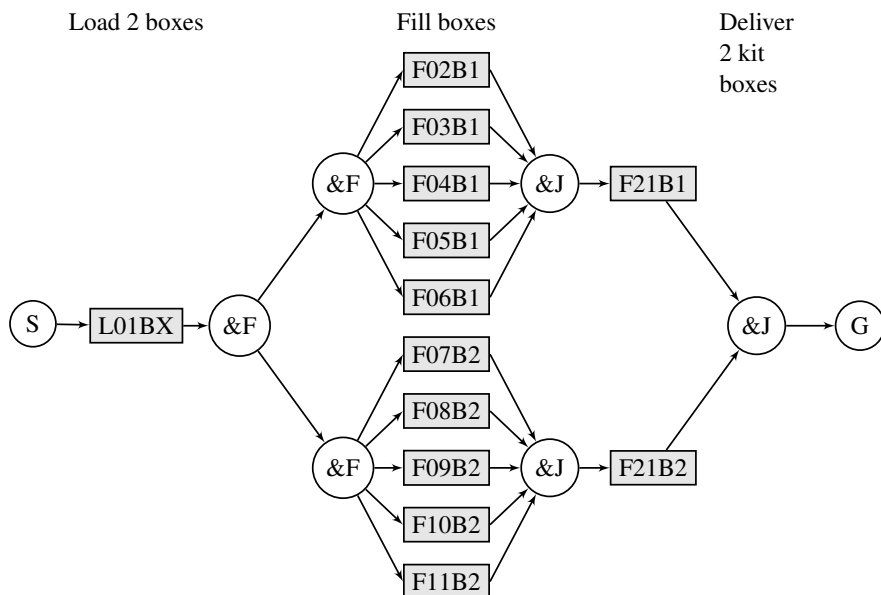 Load 2 boxes
Fill boxes
Deliver
2 kit
boxes
F02B1
F03B1
&F
F04B1
&J
F21B1
F05B1
F06B1
S
L01BX
&F
&J
G
F07B2
F08B2
&F
F09B2
&J
F21B2
F10B2
F11B2